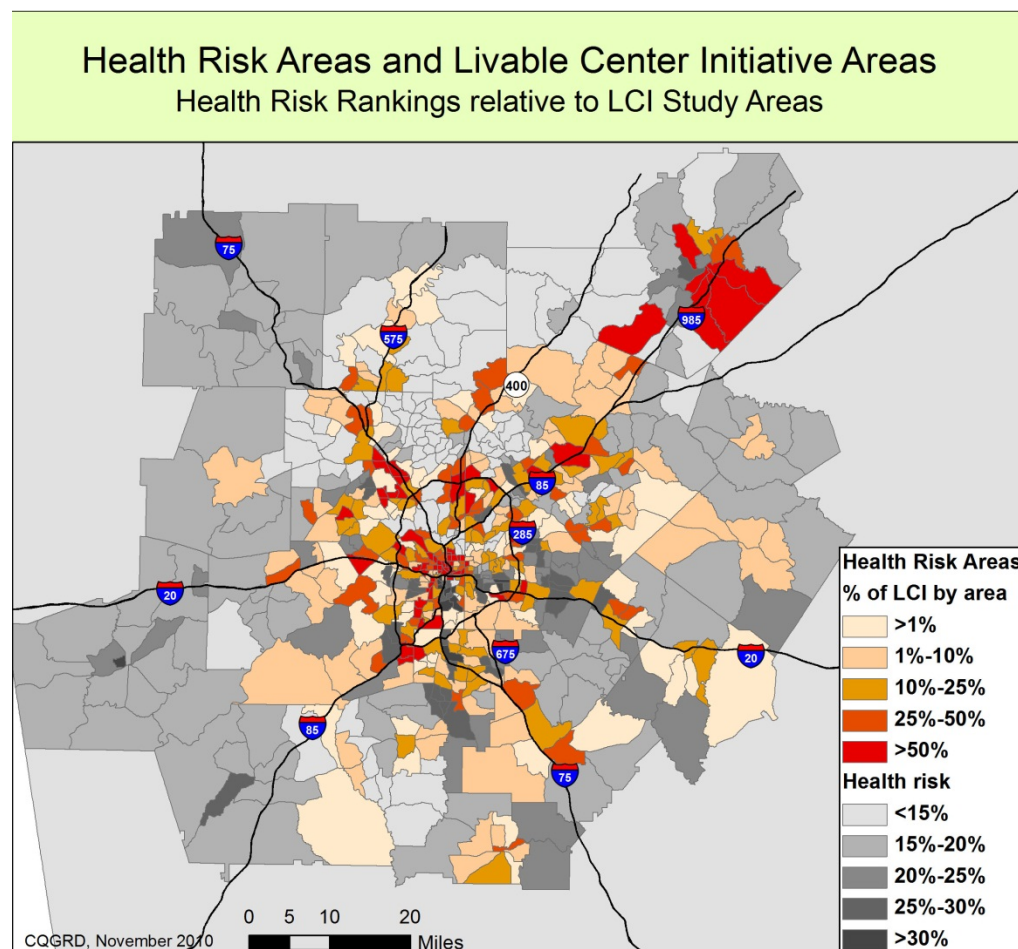 Health Risk Areas and Livable Center Initiative Areas
Health Risk Rankings relative to LCI Study Areas
75
985
575
400
85
285
20
675
20
85
75
Health Risk Areas
% of LCI by area
>1%
1%-10%
10%-25%
25%-50%
>50%
Health risk
<15%
15%-20%
20%-25%
25%-30%
>30%
0 5 10 20
Miles
CQGRD, November 2010